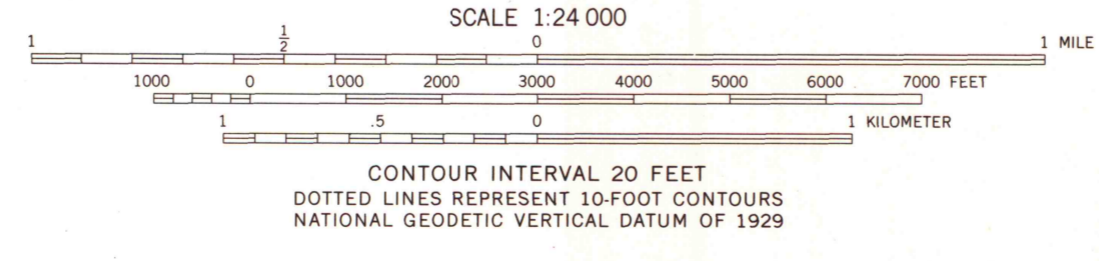 SCALE 1:24 000
1 1/2 0 1 MILE
1000 0 1000 2000 3000 4000 5000 6000 7000 FEET
1 .5 0 1 KILOMETER
CONTOUR INTERVAL 20 FEET
DOTTED LINES REPRESENT 10-FOOT CONTOURS
NATIONAL GEODETIC VERTICAL DATUM OF 1929